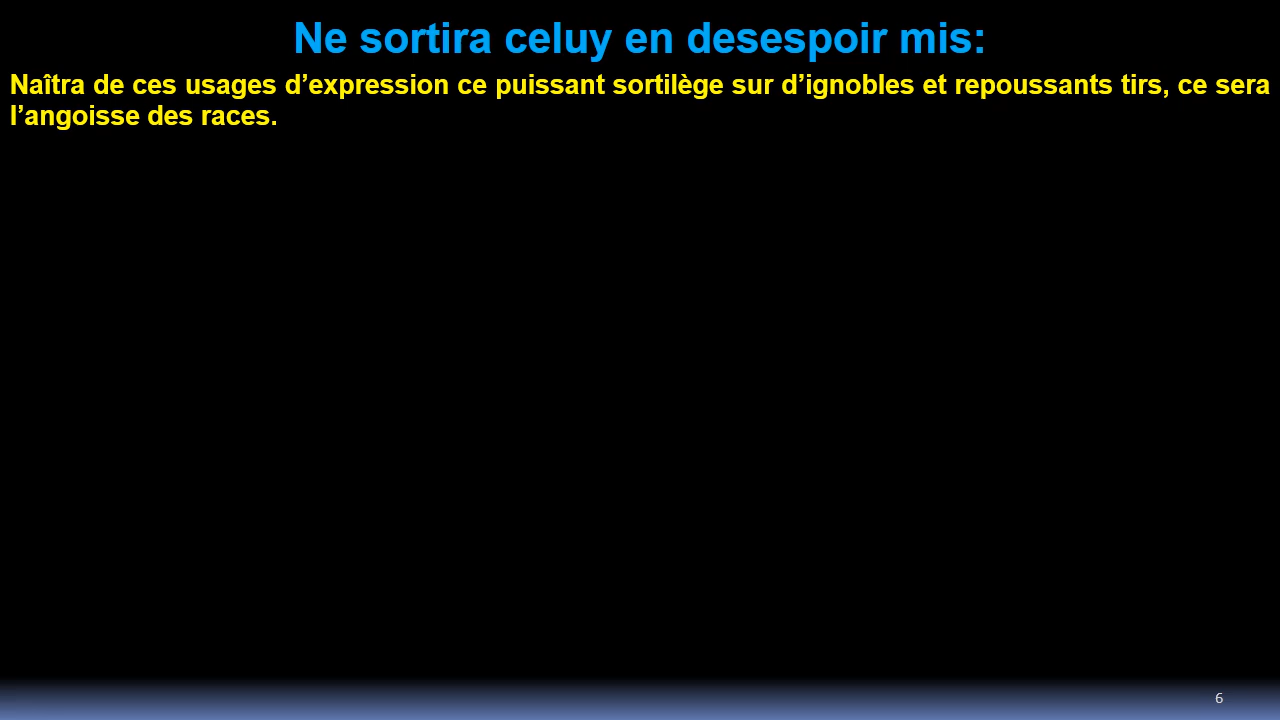 Ne sortira celuy en desespoir mis:
Naîtra de ces usages d’expression ce puissant sortilège sur d’ignobles et repoussants tirs, ce sera
l’angoisse des races.
6